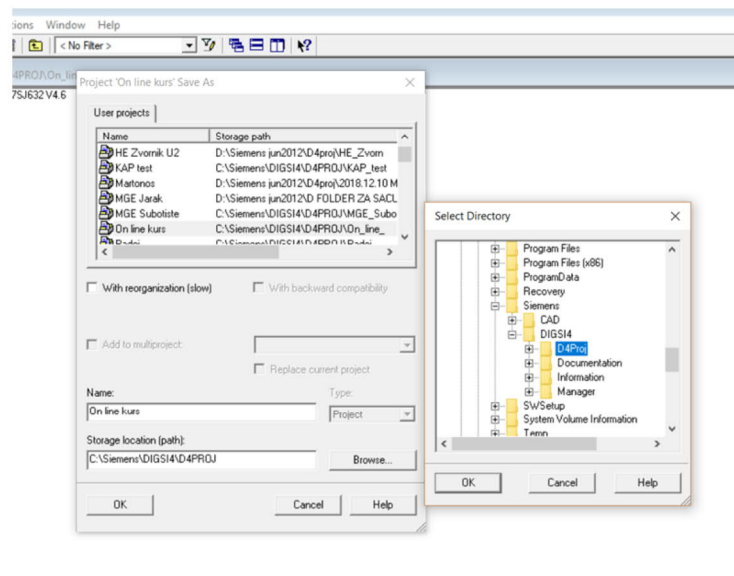 ions Window Help
< No Filter >
4PROJ\On_lin
7SJ632 V4.6
Project 'On line kurs' Save As
User projects
Name Storage path
HE Zvornik U2 D:\Siemens jun2012\D4proj\HE_Zvorn
KAP test C:\Siemens\DIGSI4\D4PROJ\KAP_test
Martonos D:\Siemens jun2012\D4proj\2018.12.10 M
MGE Jarak D:\Siemens jun2012\D FOLDER ZA SACL
MGE Subotiste C:\Siemens\DIGSI4\D4PROJ\MGE_Subo
On line kurs C:\Siemens\DIGSI4\D4PROJ\On_line_
Radoj C:\Siemens\DIGSI4\D4PROJ\Radoj
With reorganization (slow) With backward compatibility
Add to multiproject:
Replace current project
Name: Type:
On line kurs Project
Storage location (path):
C:\Siemens\DIGSI4\D4PROJ Browse...
OK Cancel Help
Select Directory
Program Files
Program Files (x86)
ProgramData
Recovery
Siemens
CAD
DIGSI4
D4Proj
Documentation
Information
Manager
SWSetup
System Volume Information
Temp
OK Cancel Help